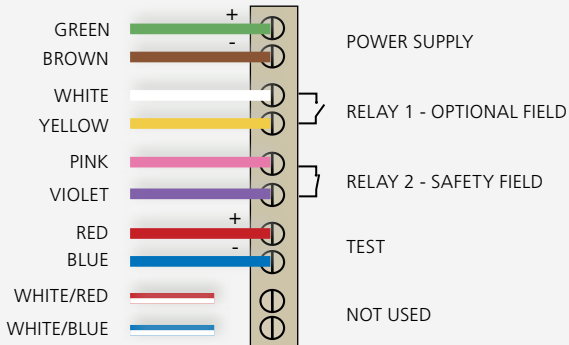 +
GREEN
POWER SUPPLY
-
BROWN
WHITE
RELAY 1 - OPTIONAL FIELD
YELLOW
PINK
RELAY 2 - SAFETY FIELD
VIOLET
+
RED
TEST
-
BLUE
WHITE/RED
NOT USED
WHITE/BLUE